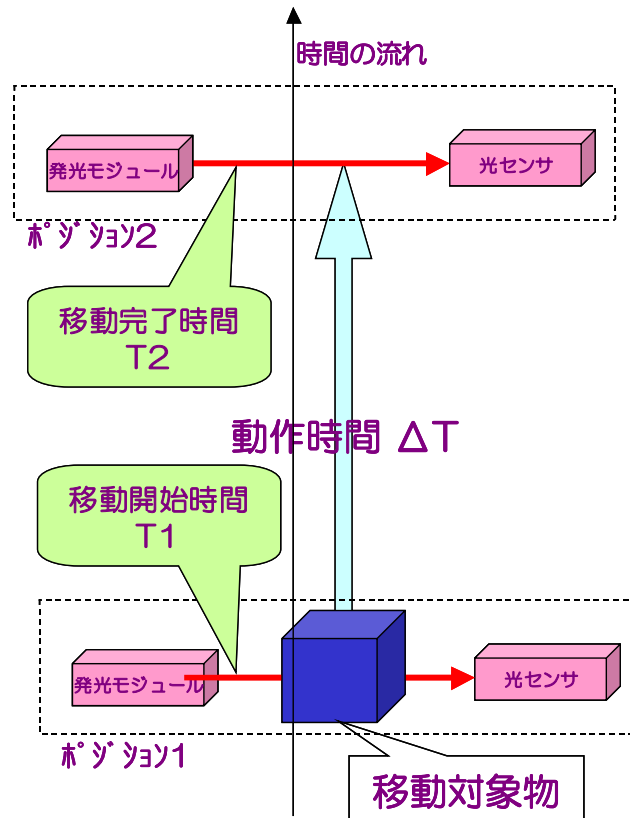 時間の流れ
発光モジュール
光センサ
ﾎﾟｼﾞｼｮﾝ2
移動完了時間
T2
動作時間 ΔT
移動開始時間
T1
発光モジュール
光センサ
ﾎﾟｼﾞｼｮﾝ1
移動対象物